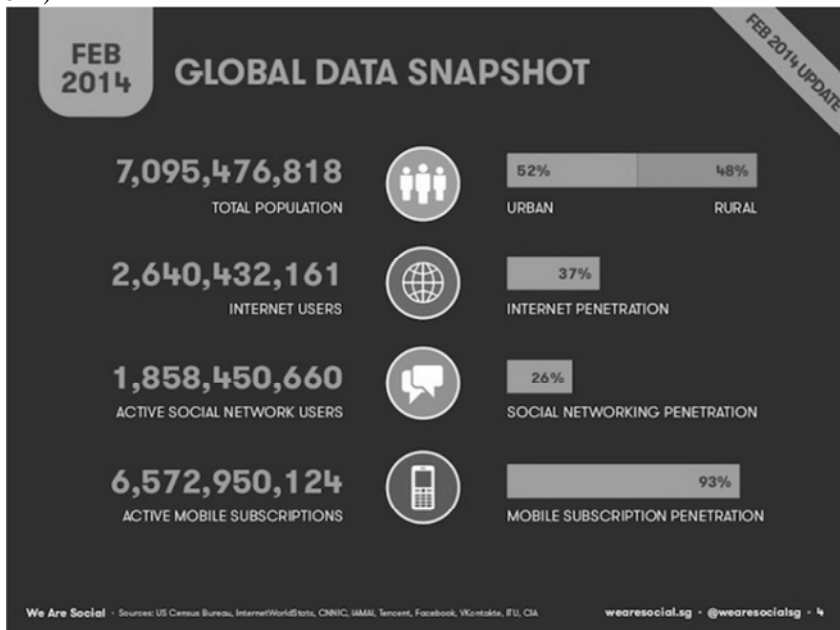 FEB
2014
GLOBAL DATA SNAPSHOT
FEB 2014 UPDATE
7,095,476,818
TOTAL POPULATION
52% 48%
URBAN RURAL
2,640,432,161
INTERNET USERS
37%
INTERNET PENETRATION
1,858,450,660
ACTIVE SOCIAL NETWORK USERS
26%
SOCIAL NETWORKING PENETRATION
6,572,950,124
ACTIVE MOBILE SUBSCRIPTIONS
93%
MOBILE SUBSCRIPTION PENETRATION
We Are Social · Sources: US Census Bureau, InternetWorldStats, CNNIC, IAMAI, Tencent, Facebook, VKontakte, ITU, CIA
wearesocial.sg · @wearesocialsg · 4